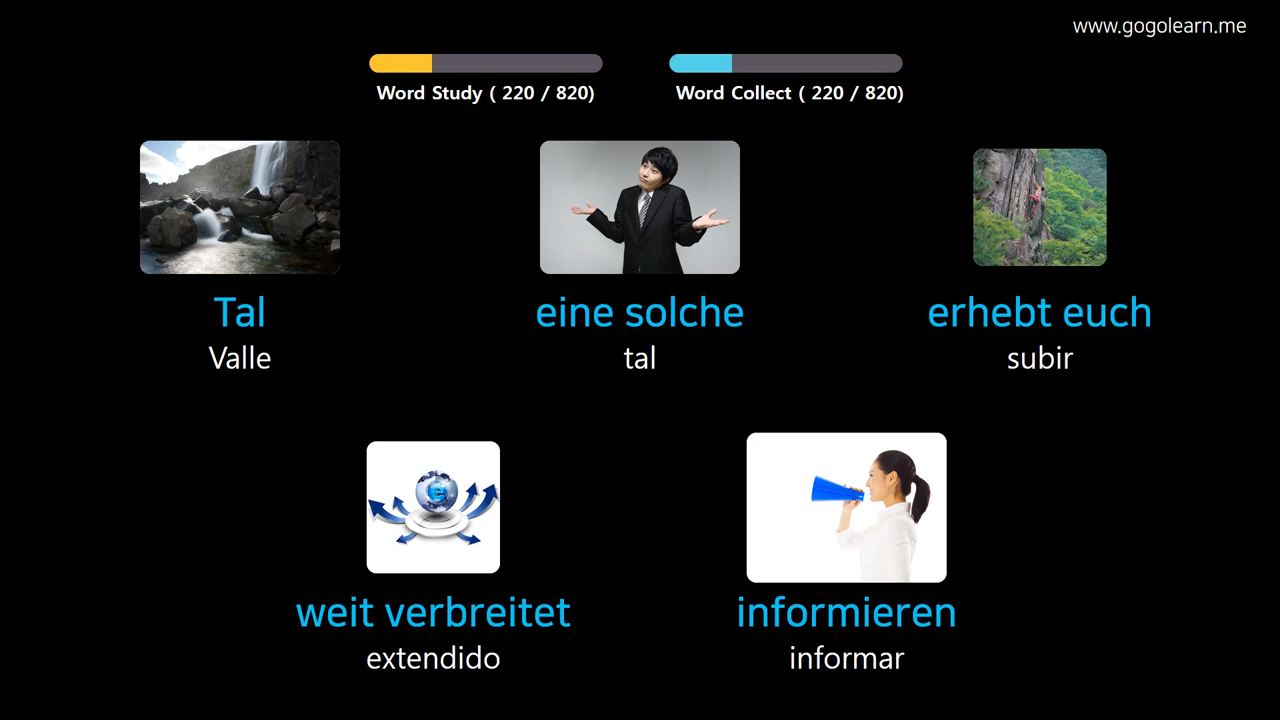 www.gogolearn.me
Word Study ( 220 / 820)
Word Collect ( 220 / 820)
Tal
Valle
eine solche
tal
erhebt euch
subir
weit verbreitet
extendido
informieren
informar